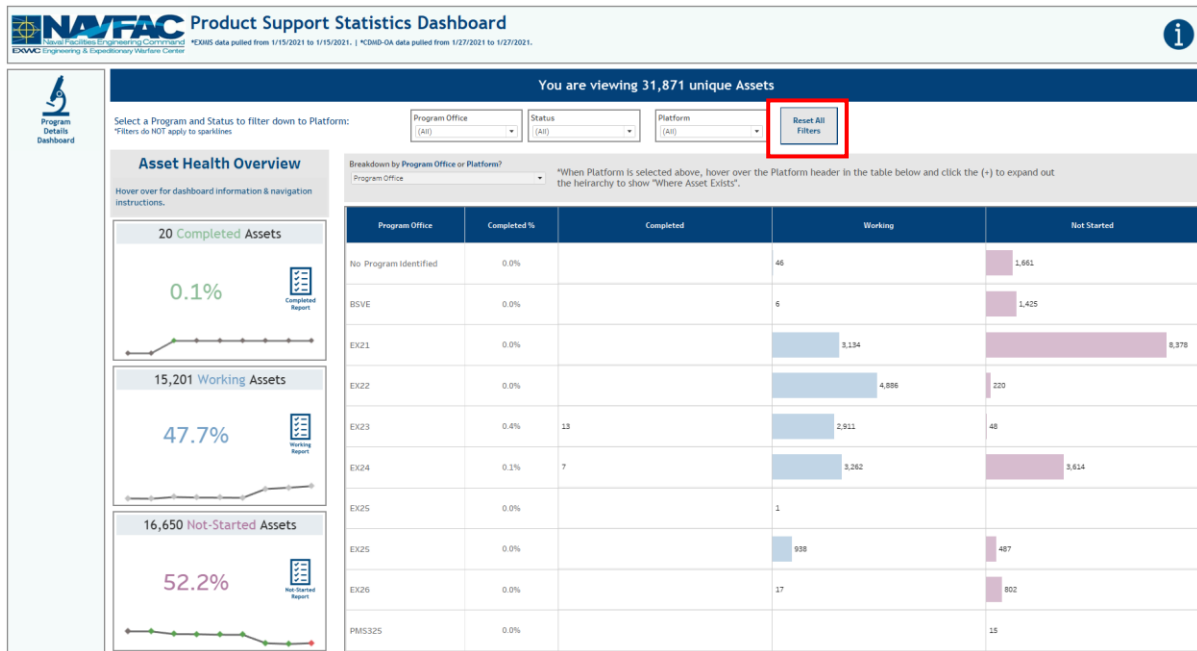 NAVFAC
Naval Facilities Engineering Command
EXWC Engineering & Expeditionary Warfare Center
Product Support Statistics Dashboard
*EXMIS data pulled from 1/15/2021 to 1/15/2021. | *CDMD-OA data pulled from 1/27/2021 to 1/27/2021.
i
Program
Details
Dashboard
You are viewing 31,871 unique Assets
Select a Program and Status to filter down to Platform:
*Filters do NOT apply to sparklines
Program Office
(All)
Status
(All)
Platform
(All)
Reset All
Filters
Asset Health Overview
Hover over for dashboard information & navigation
instructions.
Breakdown by Program Office or Platform?
Program Office
*When Platform is selected above, hover over the Platform header in the table below and click the (+) to expand out
the heirarchy to show "Where Asset Exists".
20 Completed Assets
0.1%
Completed
Report
15,201 Working Assets
47.7%
Working
Report
16,650 Not-Started Assets
52.2%
Not-Started
Report
Program Office Completed % Completed Working Not Started
No Program Identified 0.0% 46 1,661
BSVE 0.0% 6 1,425
EX21 0.0% 3,134 8,378
EX22 0.0% 4,886 220
EX23 0.4% 13 2,911 48
EX24 0.1% 7 3,262 3,614
EX25 0.0% 1
EX25 0.0% 938 487
EX26 0.0% 17 802
PMS325 0.0% 15